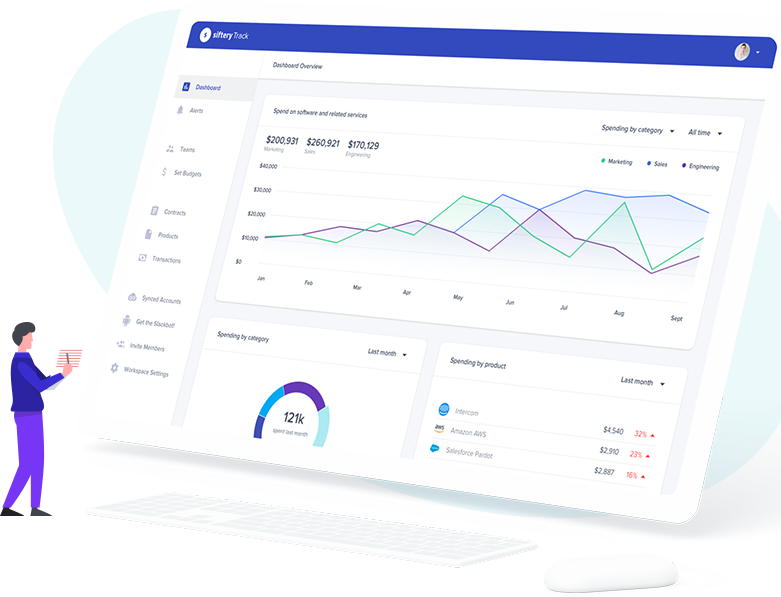 siftery Track
Dashboard Overview
Dashboard
Alerts
Teams
Set Budgets
Contracts
Products
Transactions
Synced Accounts
Get the Slackbot!
Invite Members
Workspace Settings
Spend on software and related services
Spending by category
All time
$200,931 $260,921 $170,129
Marketing Sales Engineering
Marketing Sales Engineering
$40,000
$30,000
$20,000
$10,000
$0
Jan Feb Mar Apr May Jun Jul Aug Sept
Spending by category
Last month
121k
spent last month
Spending by product
Last month
Intercom $4,540 32%
aws Amazon AWS $2,910 23%
Salesforce Pardot $2,887 16%